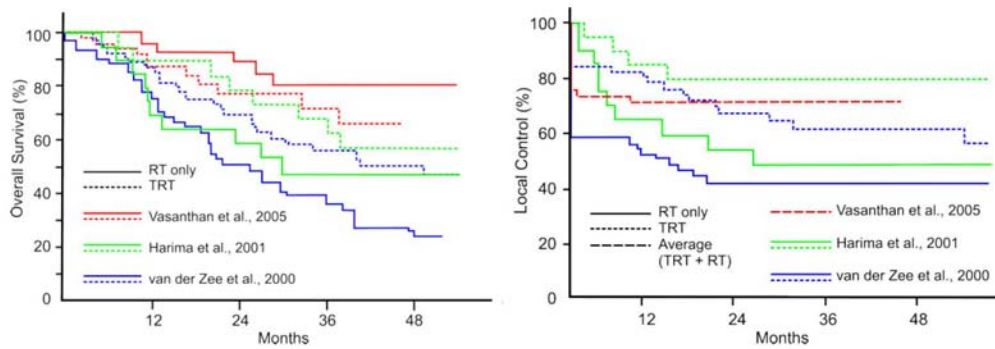 Overall Survival (%)
100
80
60
40
20
0
RT only
TRT
Vasanthan et al., 2005
Harima et al., 2001
van der Zee et al., 2000
12
24
36
48
Months
Local Control (%)
100
80
60
40
20
0
RT only
TRT
Average
(TRT + RT)
Vasanthan et al., 2005
Harima et al., 2001
van der Zee et al., 2000
12
24
36
48
Months